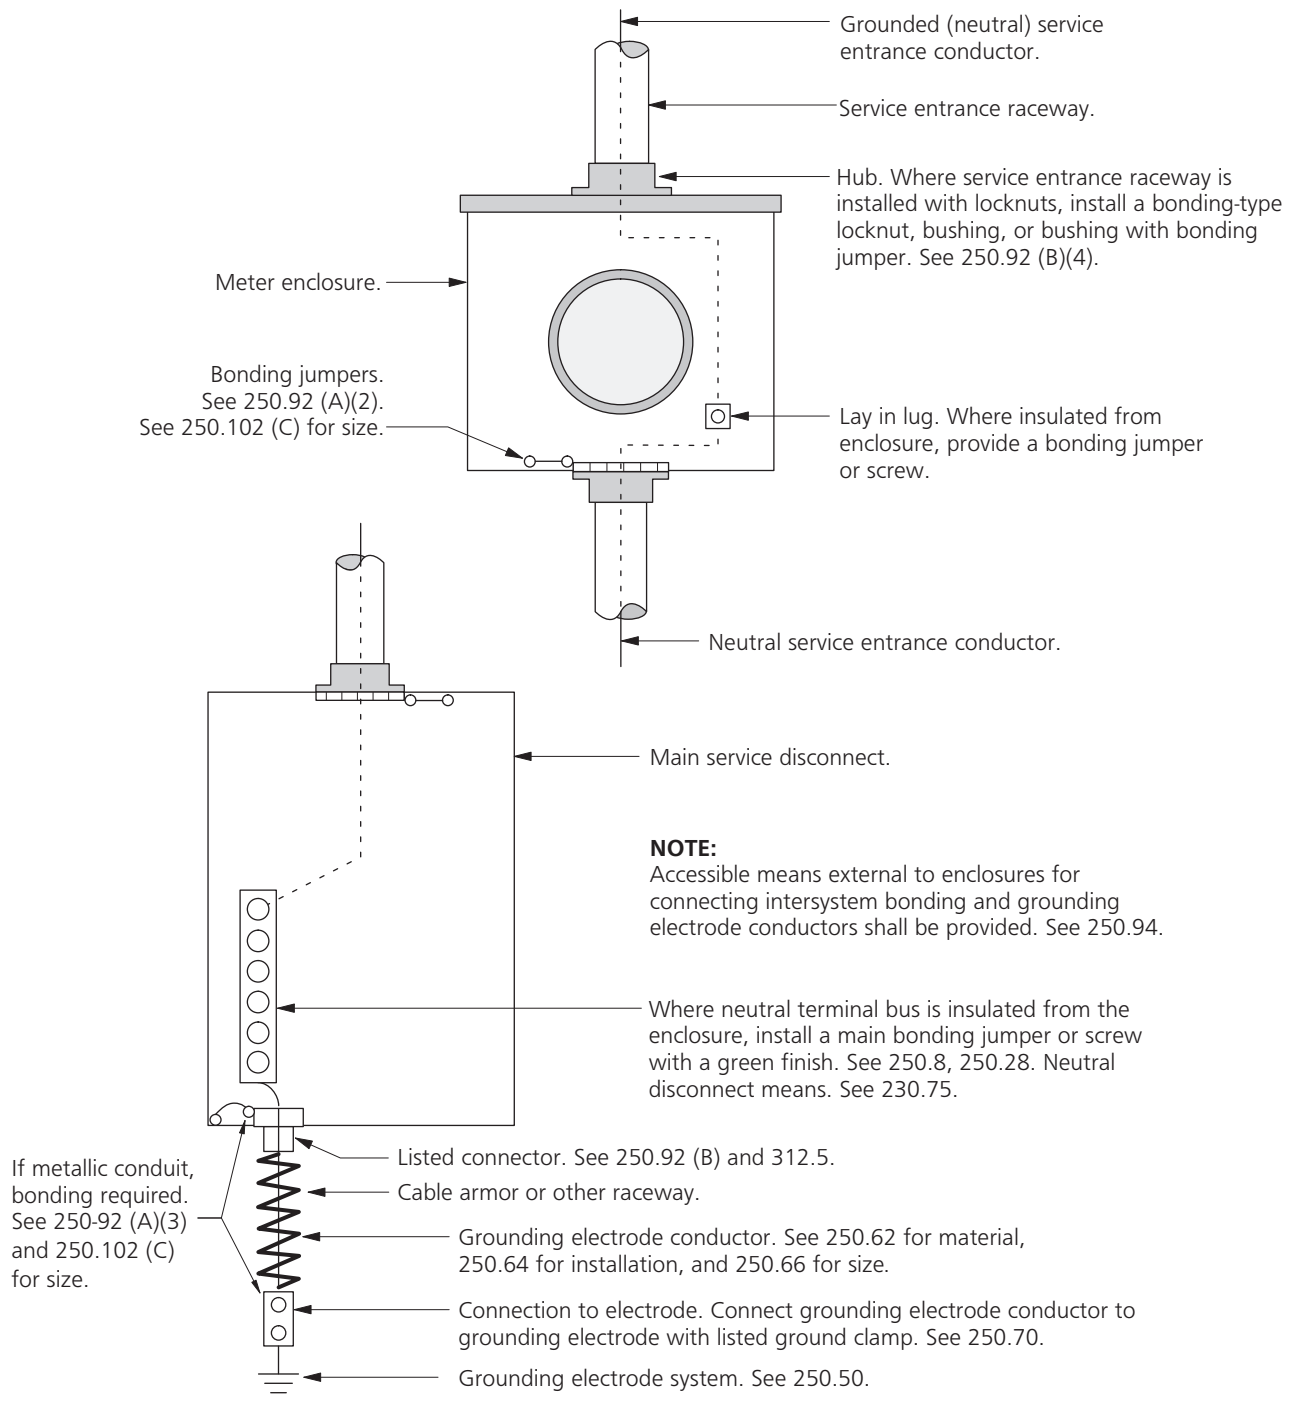 Grounded (neutral) service
entrance conductor.
Service entrance raceway.
Hub. Where service entrance raceway is
installed with locknuts, install a bonding-type
locknut, bushing, or bushing with bonding
jumper. See 250.92 (B)(4).
Meter enclosure.
Bonding jumpers.
See 250.92 (A)(2).
See 250.102 (C) for size.
Lay in lug. Where insulated from
enclosure, provide a bonding jumper
or screw.
Neutral service entrance conductor.
Main service disconnect.
NOTE:
Accessible means external to enclosures for
connecting intersystem bonding and grounding
electrode conductors shall be provided. See 250.94.
Where neutral terminal bus is insulated from the
enclosure, install a main bonding jumper or screw
with a green finish. See 250.8, 250.28. Neutral
disconnect means. See 230.75.
Listed connector. See 250.92 (B) and 312.5.
If metallic conduit,
bonding required.
See 250-92 (A)(3)
and 250.102 (C)
for size.
Cable armor or other raceway.
Grounding electrode conductor. See 250.62 for material,
250.64 for installation, and 250.66 for size.
Connection to electrode. Connect grounding electrode conductor to
grounding electrode with listed ground clamp. See 250.70.
Grounding electrode system. See 250.50.